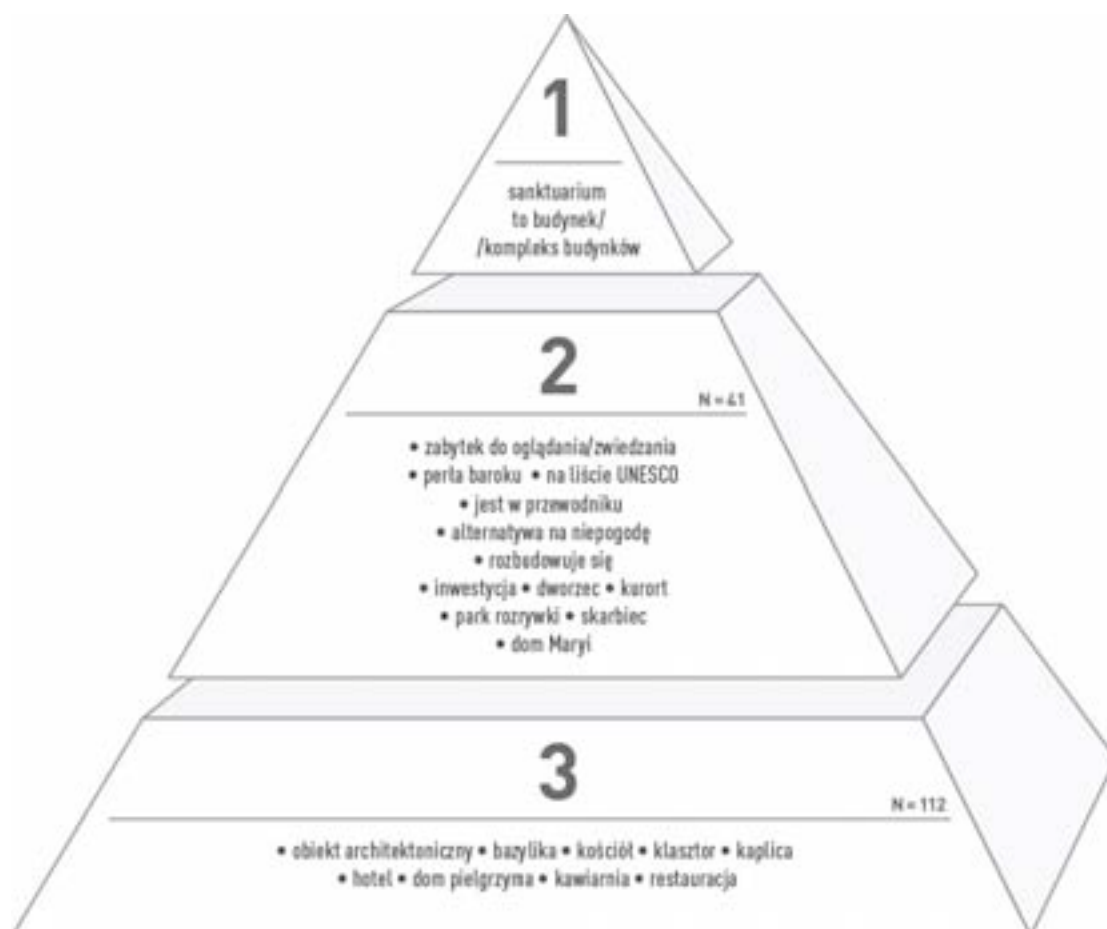 1
sanktuarium
to budynek/
/kompleks budynków
2
N = 41
• zabytek do oglądania/zwiedzania
• perła baroku • na liście UNESCO
• jest w przewodniku
• alternatywa na niepogodę
• rozbudowuje się
• inwestycja • dworzec • kurort
• park rozrywki • skarbiec
• dom Maryi
3
N = 112
• obiekt architektoniczny • bazylika • kościół • klasztor • kaplica
• hotel • dom pielgrzyma • kawiarnia • restauracja